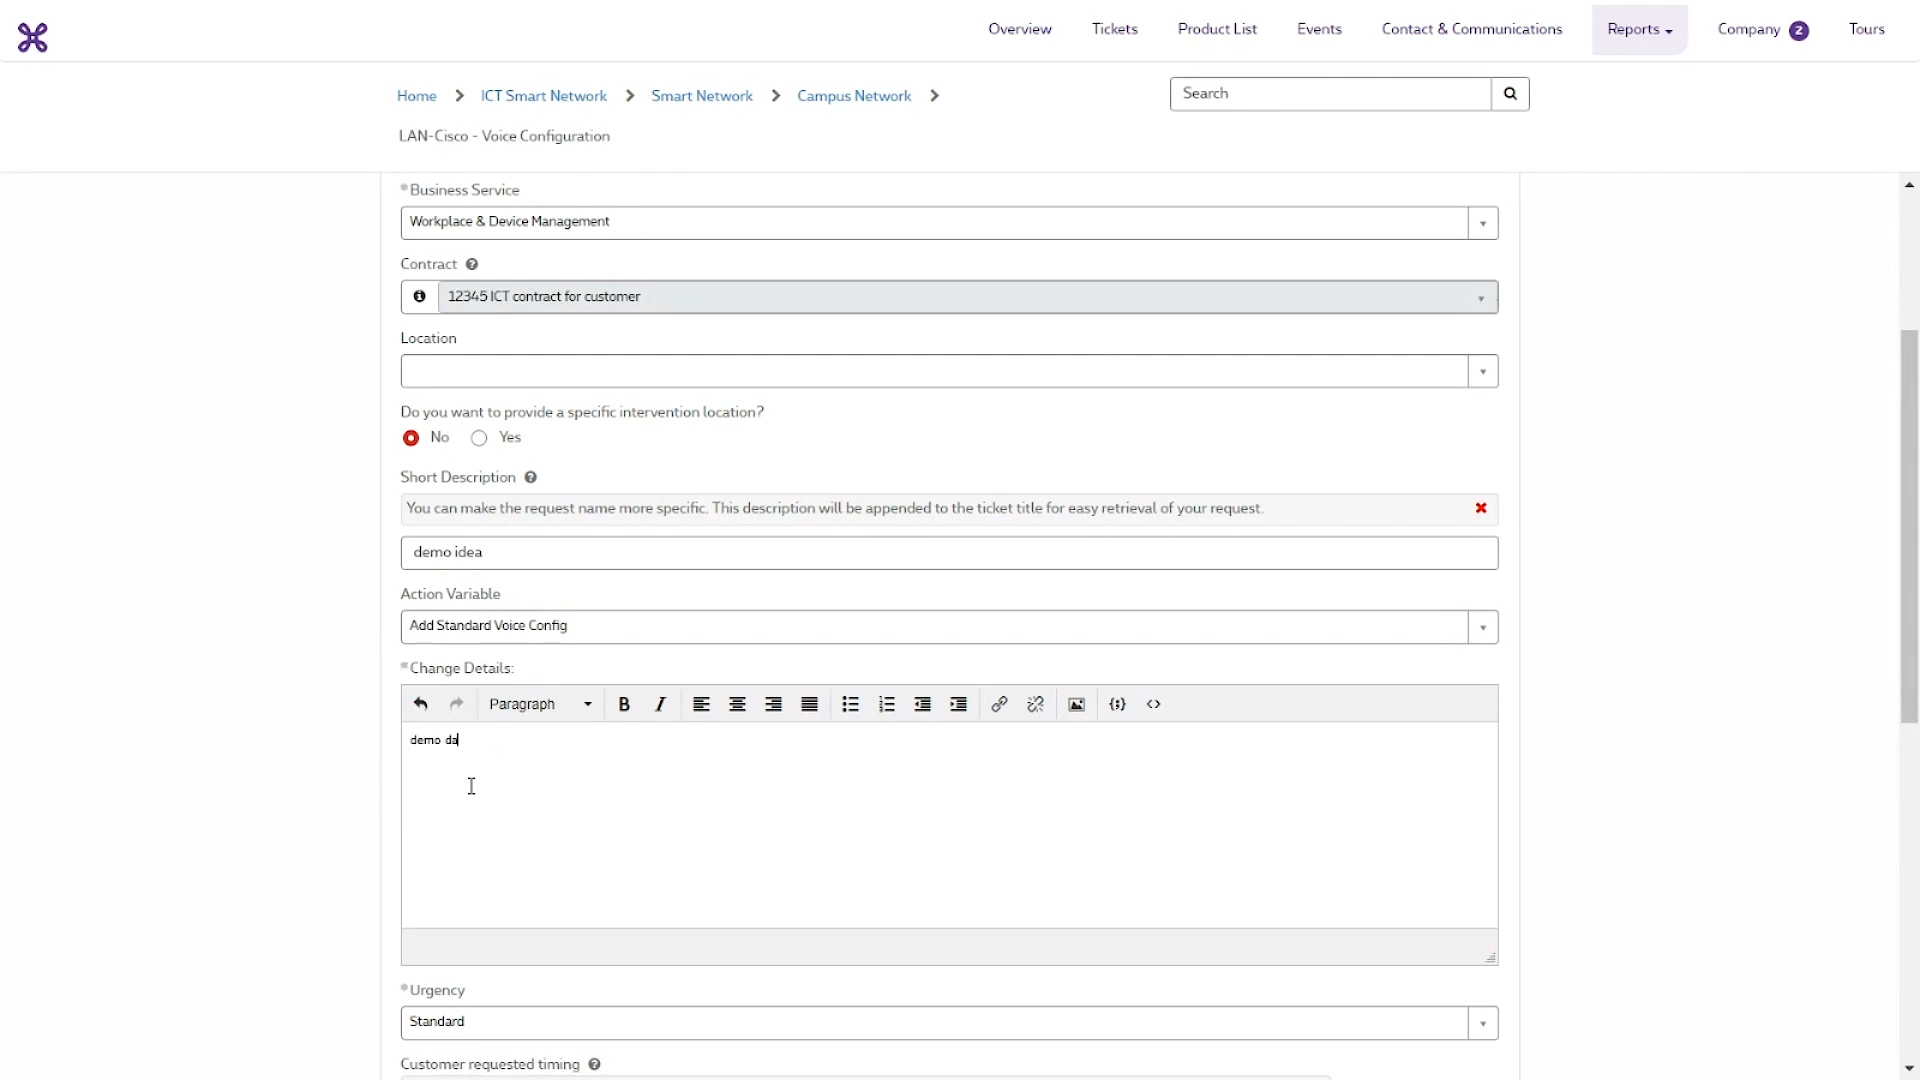 Overview Tickets Product List Events Contact & Communications Reports Company 2 Tours
Home ICT Smart Network Smart Network Campus Network
Search
LAN-Cisco - Voice Configuration
*Business Service
Workplace & Device Management
Contract
12345 ICT contract for customer
Location
Do you want to provide a specific intervention location?
No Yes
Short Description
You can make the request name more specific. This description will be appended to the ticket title for easy retrieval of your request.
demo idea
Action Variable
Add Standard Voice Config
*Change Details:
Paragraph
demo da
*Urgency
Standard
Customer requested timing